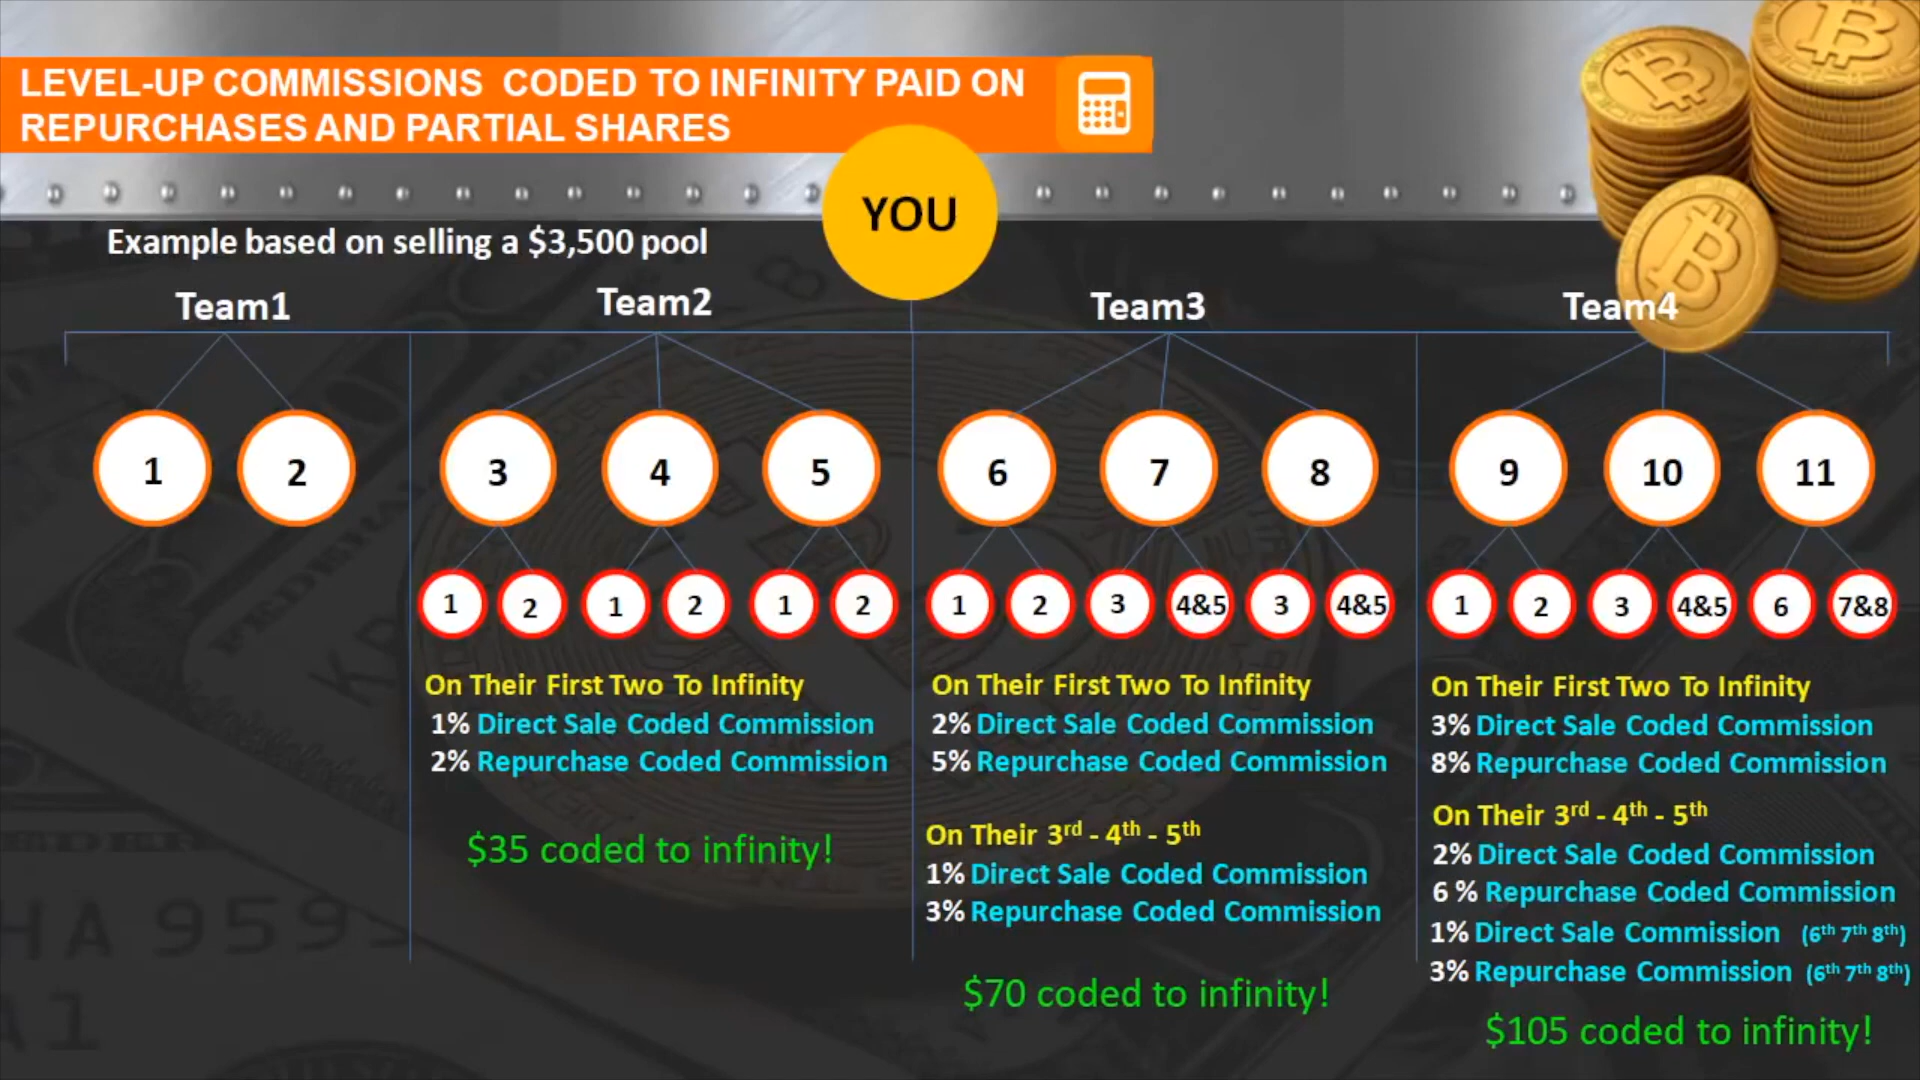 LEVEL-UP COMMISSIONS CODED TO INFINITY PAID ON
REPURCHASES AND PARTIAL SHARES
YOU
Example based on selling a $3,500 pool
Team1
Team2
Team3
Team4
1
2
3
4
5
6
7
8
9
10
11
1
2
1
2
1
2
1
2
3
4&5
3
4&5
1
2
3
4&5
6
7&8
On Their First Two To Infinity
1% Direct Sale Coded Commission
2% Repurchase Coded Commission
$35 coded to infinity!
On Their First Two To Infinity
2% Direct Sale Coded Commission
5% Repurchase Coded Commission
On Their 3rd - 4th - 5th
1% Direct Sale Coded Commission
3% Repurchase Coded Commission
$70 coded to infinity!
On Their First Two To Infinity
3% Direct Sale Coded Commission
8% Repurchase Coded Commission
On Their 3rd - 4th - 5th
2% Direct Sale Coded Commission
6 % Repurchase Coded Commission
1% Direct Sale Commission (6th 7th 8th)
3% Repurchase Commission (6th 7th 8th)
$105 coded to infinity!